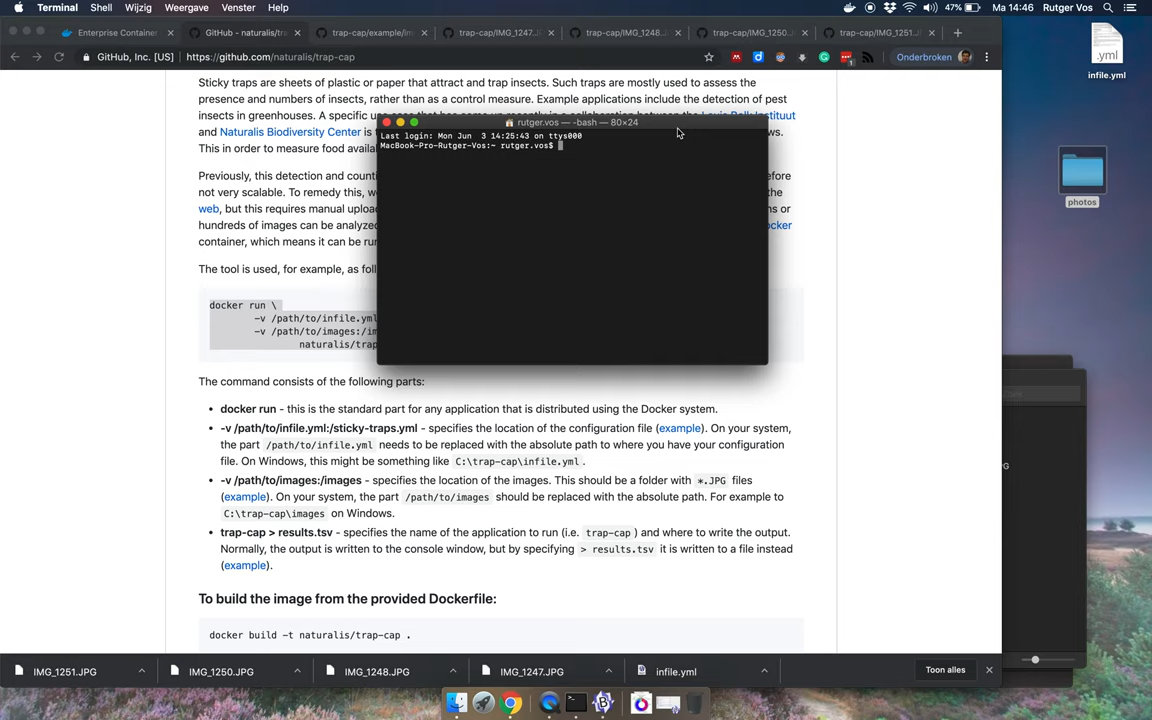 Terminal Shell Wijzig Weergave Venster Help 47% Ma 14:46 Rutger Vos
Enterprise Container
GitHub - naturalis/tra
trap-cap/example/im
trap-cap/IMG_1247.J
trap-cap/IMG_1248.J
trap-cap/IMG_1250.
trap-cap/IMG_1251.J
GitHub, Inc. [US] https://github.com/naturalis/trap-cap
Onderbroken
Sticky traps are sheets of plastic or paper that attract and trap insects. Such traps are mostly used to assess the
presence and numbers of insects, rather than as a control measure. Example applications include the detection of pest
insects in greenhouses. A specific
and Naturalis Biodiversity Center is
This in order to measure food availa
rutger.vos — -bash — 80×24
Last login: Mon Jun 3 14:25:43 on ttys000
MacBook-Pro-Rutger-Vos:~ rutger.vos$
Previously, this detection and counti
not very scalable. To remedy this, w
web, but this requires manual uploa
hundreds of images can be analyze
container, which means it can be ru
The tool is used, for example, as foll
docker run \
-v /path/to/infile.yml
-v /path/to/images:/im
naturalis/trap
The command consists of the following parts:
• docker run - this is the standard part for any application that is distributed using the Docker system.
• -v /path/to/infile.yml:/sticky-traps.yml - specifies the location of the configuration file (example). On your system,
the part /path/to/infile.yml needs to be replaced with the absolute path to where you have your configuration
file. On Windows, this might be something like C:\trap-cap\infile.yml .
• -v /path/to/images:/images - specifies the location of the images. This should be a folder with *.JPG files
(example). On your system, the part /path/to/images should be replaced with the absolute path. For example to
C:\trap-cap\images on Windows.
• trap-cap > results.tsv - specifies the name of the application to run (i.e. trap-cap ) and where to write the output.
Normally, the output is written to the console window, but by specifying > results.tsv it is written to a file instead
(example).
To build the image from the provided Dockerfile:
docker build -t naturalis/trap-cap .
IMG_1251.JPG
IMG_1250.JPG
IMG_1248.JPG
IMG_1247.JPG
infile.yml
Toon alles
.yml
infile.yml
photos